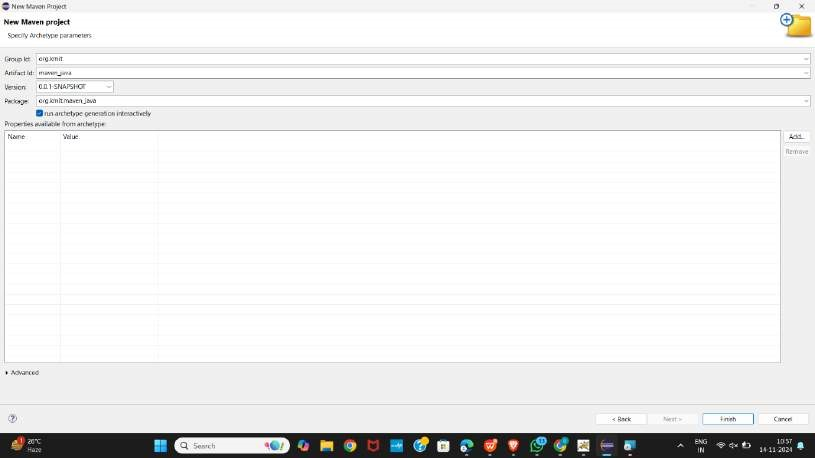 New Maven Project
New Maven project
Specify Archetype parameters
Group Id: org.kmit
Artifact Id: maven_java
Version: 0.0.1-SNAPSHOT
Package: org.kmit.maven_java
run archetype generation interactively
Properties available from archetype:
Name Value
Add...
Remove
Advanced
< Back Next > Finish Cancel
20°C
Haze
Search
ENG
IN
10:57
14-11-2024